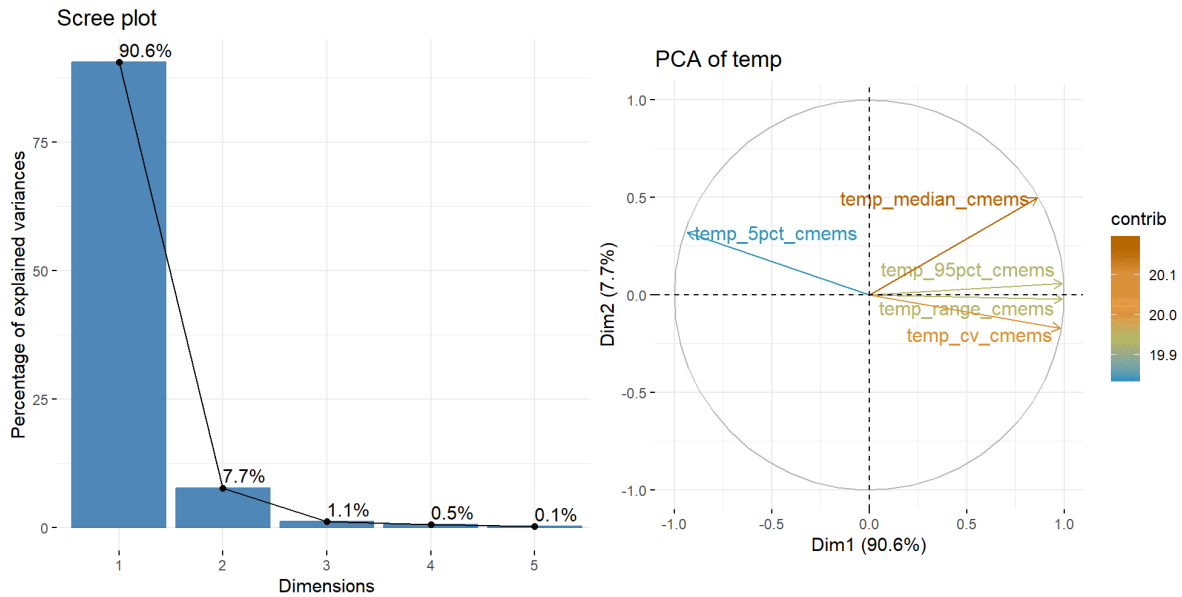 Scree plot
90.6%
75
50
25
0
7.7%
1.1%
0.5%
0.1%
1
2
3
4
5
Dimensions
Percentage of explained variances
PCA of temp
1.0
0.5
0.0
-0.5
-1.0
temp_median_cmems
temp_5pct_cmems
temp_95pct_cmems
temp_range_cmems
temp_cv_cmems
-1.0
-0.5
0.0
0.5
1.0
Dim1 (90.6%)
Dim2 (7.7%)
contrib
20.1
20.0
19.9